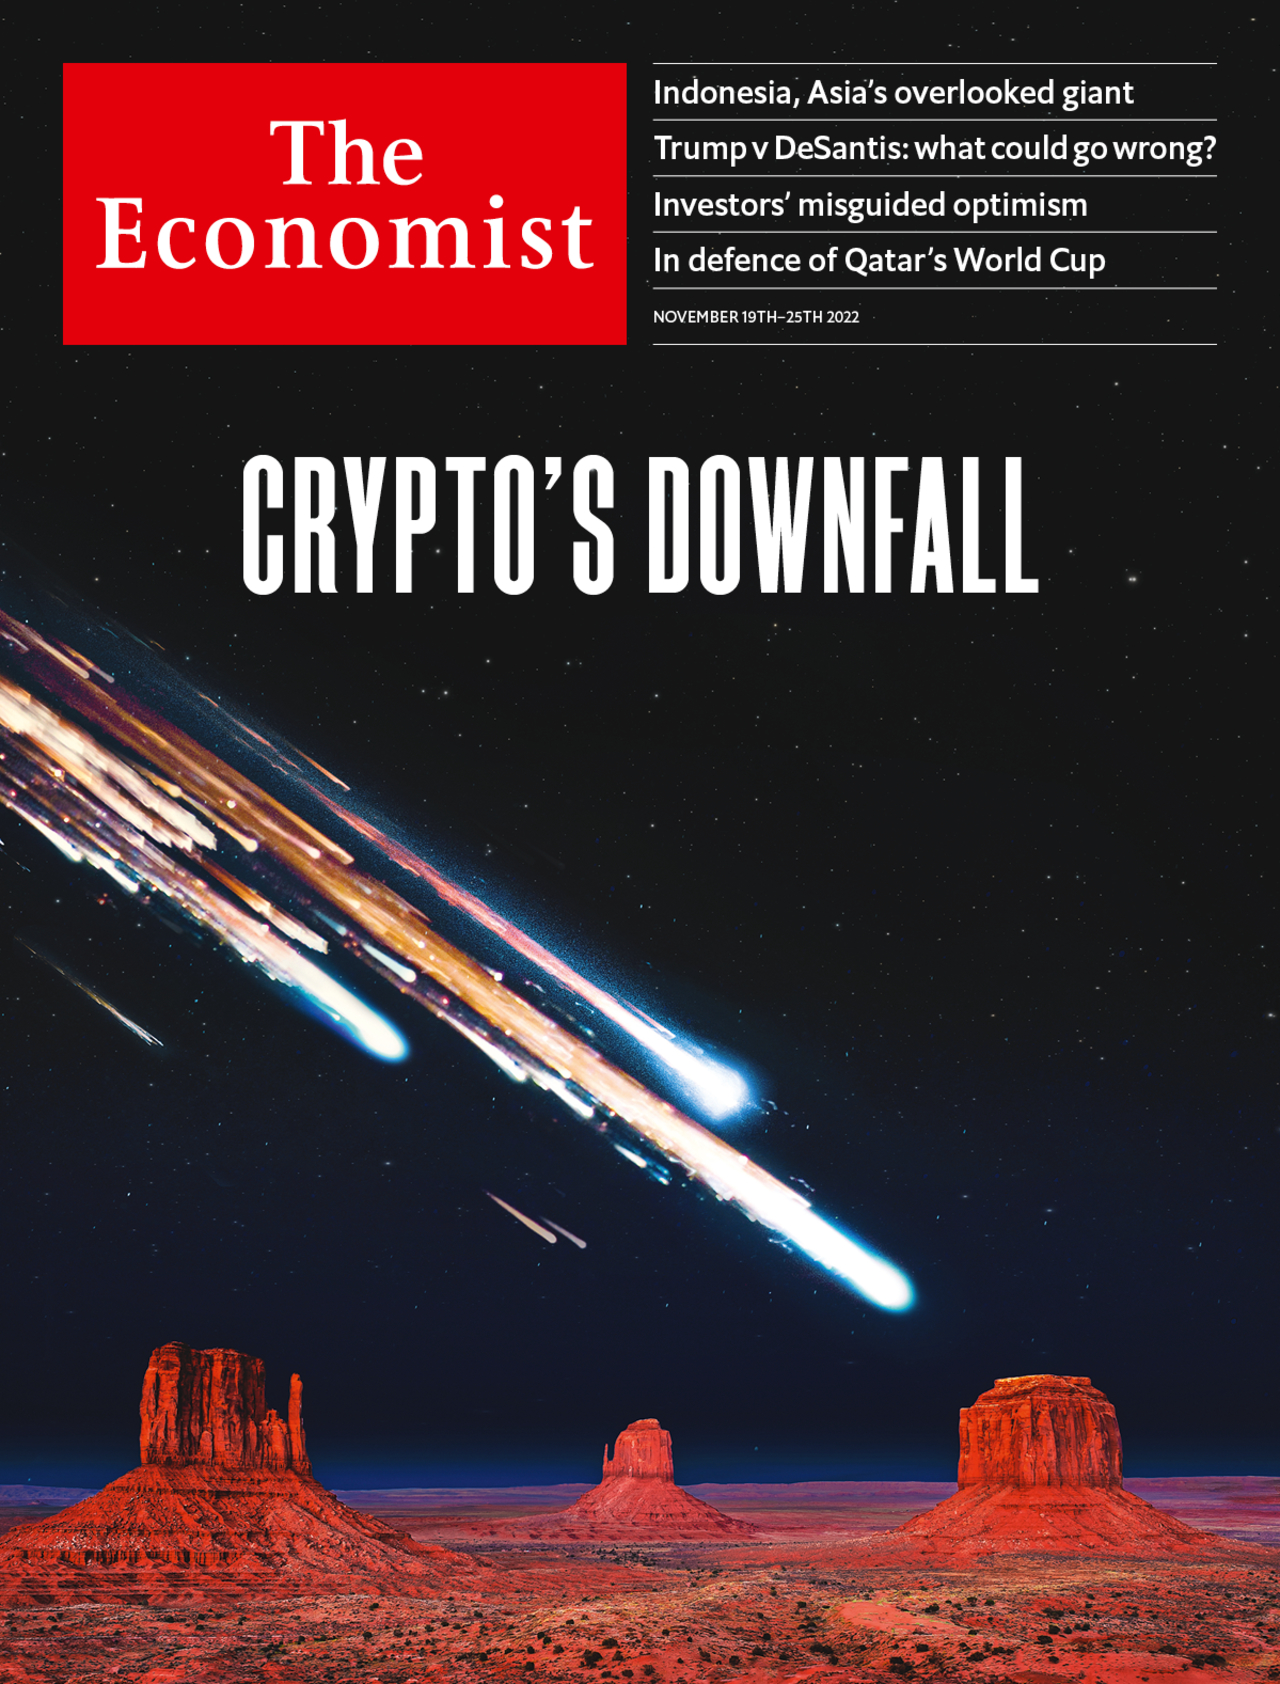 The
Economist
Indonesia, Asia’s overlooked giant
Trump v DeSantis: what could go wrong?
Investors’ misguided optimism
In defence of Qatar’s World Cup
NOVEMBER 19TH–25TH 2022
CRYPTO’S DOWNFALL